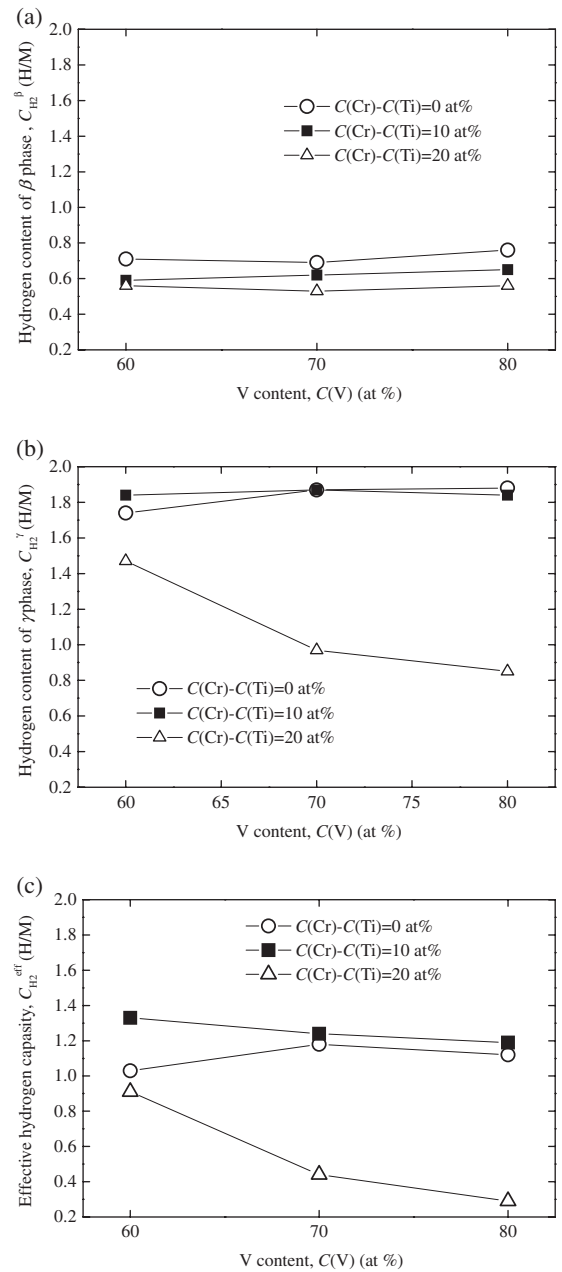 (a)
2.0
1.8
1.6
1.4
1.2
1.0
0.8
0.6
0.4
0.2
Hydrogen content of β phase , C_H2^β (H/M)
C(Cr)-C(Ti)=0 at%
C(Cr)-C(Ti)=10 at%
C(Cr)-C(Ti)=20 at%
60 70 80
V content, C(V) (at %)
(b)
2.0
1.8
1.6
1.4
1.2
1.0
0.8
0.6
0.4
0.2
Hydrogen content of γphase, C_H2^γ (H/M)
C(Cr)-C(Ti)=0 at%
C(Cr)-C(Ti)=10 at%
C(Cr)-C(Ti)=20 at%
60 65 70 75 80
V content, C(V) (at %)
(c)
2.0
1.8
1.6
1.4
1.2
1.0
0.8
0.6
0.4
0.2
Effective hydrogen capasity, C_H2^eff (H/M)
C(Cr)-C(Ti)=0 at%
C(Cr)-C(Ti)=10 at%
C(Cr)-C(Ti)=20 at%
60 70 80
V content, C(V) (at %)